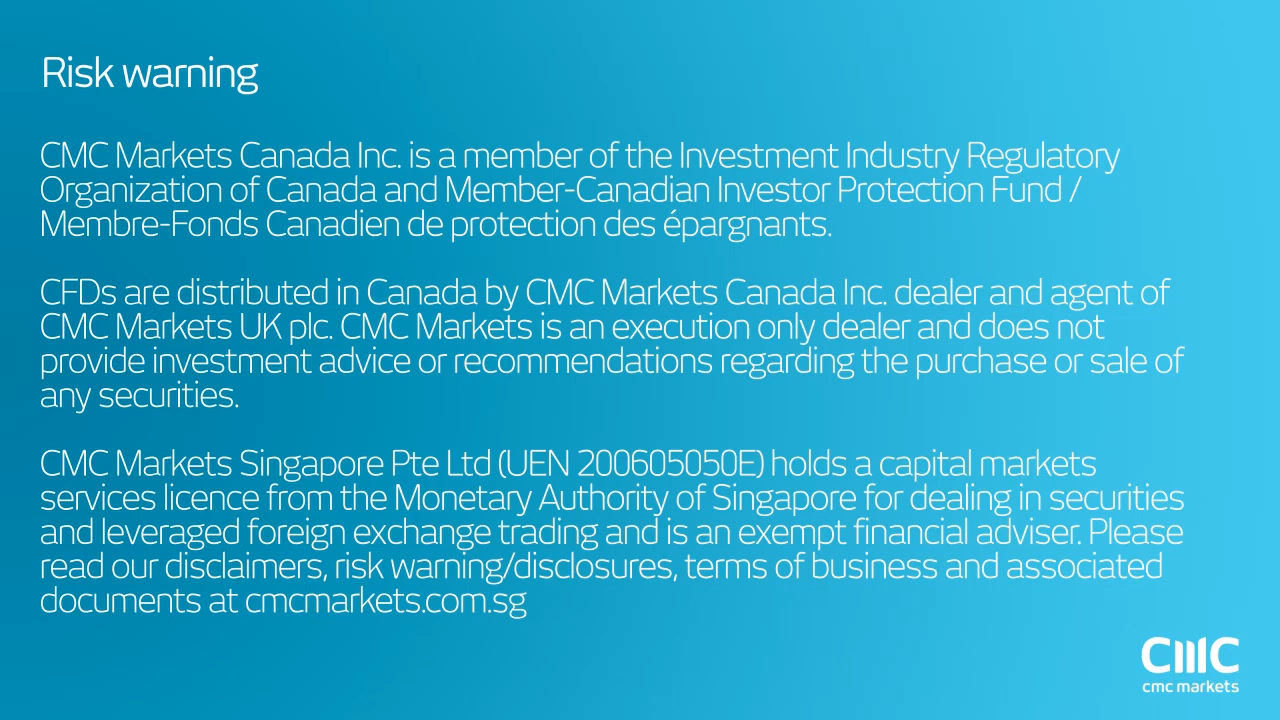 Risk warning
CMC Markets Canada Inc. is a member of the Investment Industry Regulatory
Organization of Canada and Member-Canadian Investor Protection Fund /
Membre-Fonds Canadien de protection des épargnants.
CFDs are distributed in Canada by CMC Markets Canada Inc. dealer and agent of
CMC Markets UK plc. CMC Markets is an execution only dealer and does not
provide investment advice or recommendations regarding the purchase or sale of
any securities.
CMC Markets Singapore Pte Ltd (UEN 200605050E) holds a capital markets
services licence from the Monetary Authority of Singapore for dealing in securities
and leveraged foreign exchange trading and is an exempt financial adviser. Please
read our disclaimers, risk warning/disclosures, terms of business and associated
documents at cmcmarkets.com.sg
CMC
cmc markets